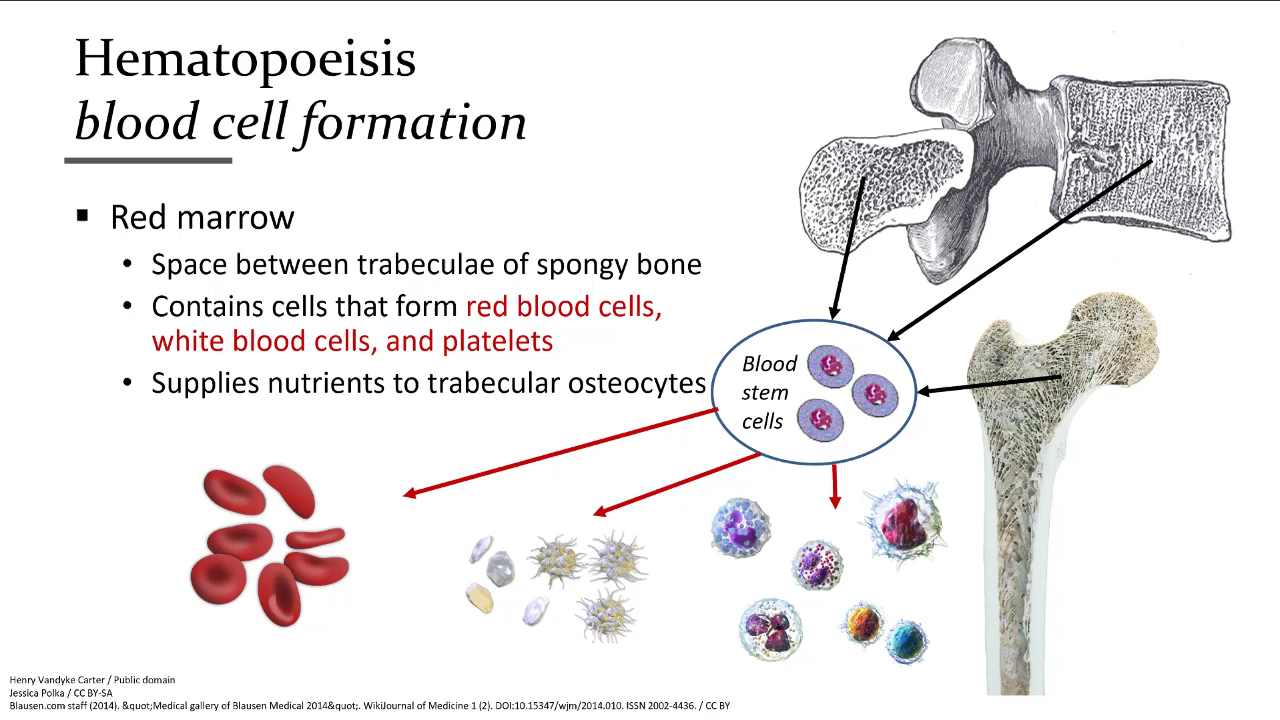 Hematopoeisis
blood cell formation
▪ Red marrow
• Space between trabeculae of spongy bone
• Contains cells that form red blood cells,
white blood cells, and platelets
• Supplies nutrients to trabecular osteocytes
Blood
stem
cells
Henry Vandyke Carter / Public domain
Jessica Polka / CC BY-SA
Blausen.com staff (2014). &quot;Medical gallery of Blausen Medical 2014&quot;. WikiJournal of Medicine 1 (2). DOI:10.15347/wjm/2014.010. ISSN 2002-4436. / CC BY